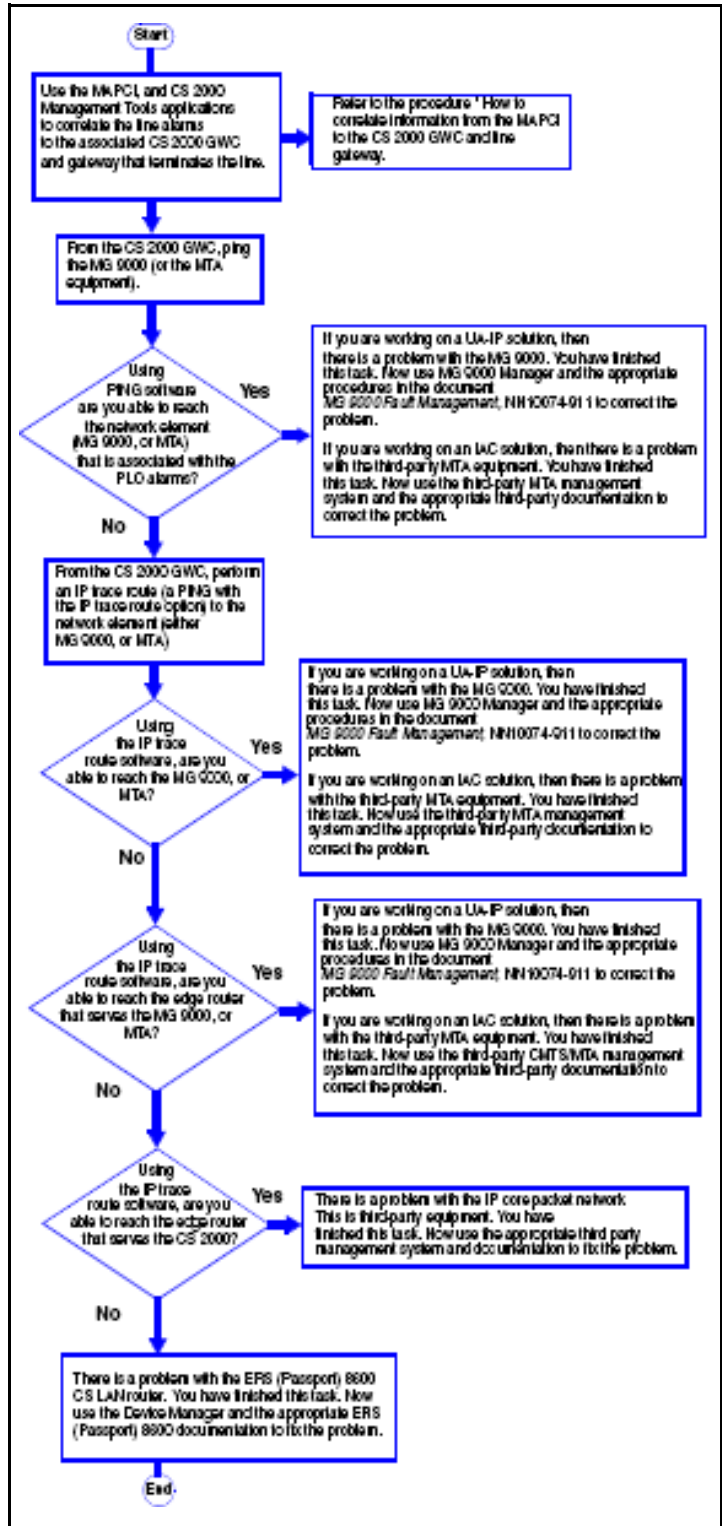 Start
Use the MAPCI, and CS 2000
Management Tools applications
to correlate the line alarms
to the associated CS 2000 GWC
and gateway that terminates the line.
Refer to the procedure " How to
correlate information from the MAPCI
to the CS 2000 GWC and line
gateway.
From the CS 2000 GWC, ping
the MG 9000 (or the MTA
equipment).
Using
PING software
are you able to reach
the network element
(MG 9000, or MTA)
that is associated with the
PLO alarms?
Yes
If you are working on a UA-IP solution, then
there is a problem with the MG 9000. You have finished
this task. Now use MG 9000 Manager and the appropriate
procedures in the document
MG 9000 Fault Management, NN10074-911 to correct the
problem.
If you are working on an IAC solution, then there is a problem
with the third-party MTA equipment. You have finished
this task. Now use the third-party MTA management
system and the appropriate third-party documentation to
correct the problem.
No
From the CS 2000 GWC, perform
an IP trace route (a PING with
the IP trace route option) to the
network element (either
MG 9000, or MTA)
Using
the IP trace
route software, are you
able to reach the MG 9000, or
MTA?
Yes
If you are working on a UA-IP solution, then
there is a problem with the MG 9000. You have finished
this task. Now use MG 9000 Manager and the appropriate
procedures in the document
MG 9000 Fault Management, NN10074-911 to correct the
problem.
If you are working on an IAC solution, then there is a problem
with the third-party MTA equipment. You have finished
this task. Now use the third-party MTA management
system and the appropriate third-party documentation to
correct the problem.
No
Using
the IP trace
route software, are you
able to reach the edge router
that serves the MG 9000, or
MTA?
Yes
If you are working on a UA-IP solution, then
there is a problem with the MG 9000. You have finished
this task. Now use MG 9000 Manager and the appropriate
procedures in the document
MG 9000 Fault Management, NN10074-911 to correct the
problem.
If you are working on an IAC solution, then there is a problem
with the third-party MTA equipment. You have finished
this task. Now use the third-party CMTS/MTA management
system and the appropriate third-party documentation to
correct the problem.
No
Using
the IP trace
route software, are you
able to reach the edge router
that serves the CS 2000?
Yes
There is a problem with the IP core packet network
This is third-party equipment. You have
finished this task. Now use the appropriate third party
management system and documentation to fix the problem.
No
There is a problem with the ERS (Passport) 8600
CS LAN router. You have finished this task. Now
use the Device Manager and the appropriate ERS
(Passport) 8600 documentation to fix the problem.
End